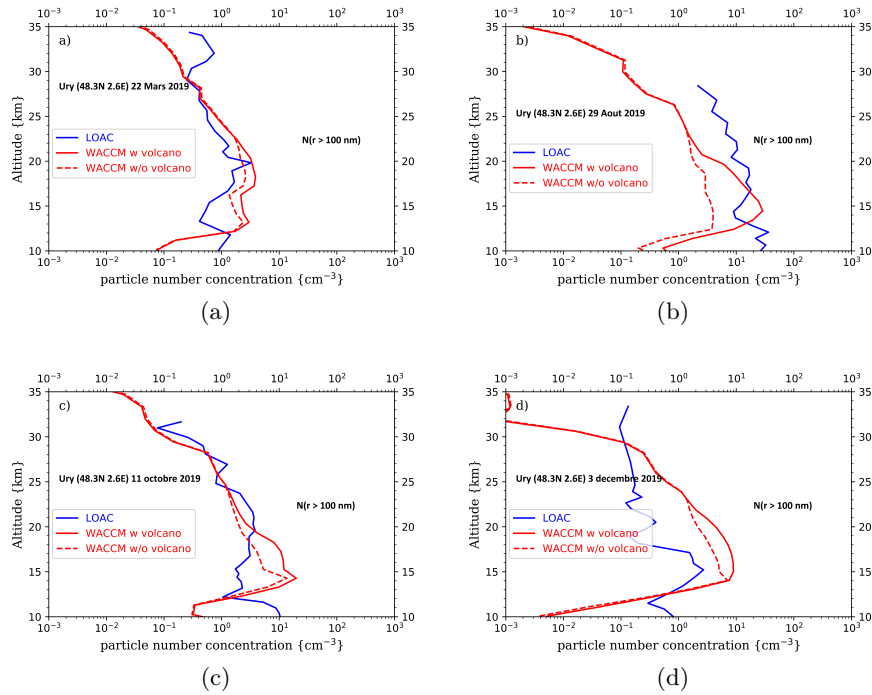 10⁻³ 10⁻² 10⁻¹ 10⁰ 10¹ 10² 10³
a)
Ury (48.3N 2.6E) 22 Mars 2019
N(r > 100 nm)
LOAC
WACCM w volcano
WACCM w/o volcano
Altitude {km}
35
30
25
20
15
10
10⁻³ 10⁻² 10⁻¹ 10⁰ 10¹ 10² 10³
particle number concentration {cm⁻³}
(a)
10⁻³ 10⁻² 10⁻¹ 10⁰ 10¹ 10² 10³
b)
Ury (48.3N 2.6E) 29 Aout 2019
N(r > 100 nm)
LOAC
WACCM w volcano
WACCM w/o volcano
Altitude {km}
35
30
25
20
15
10
10⁻³ 10⁻² 10⁻¹ 10⁰ 10¹ 10² 10³
particle number concentration {cm⁻³}
(b)
10⁻³ 10⁻² 10⁻¹ 10⁰ 10¹ 10² 10³
c)
Ury (48.3N 2.6E) 11 octobre 2019
N(r > 100 nm)
LOAC
WACCM w volcano
WACCM w/o volcano
Altitude {km}
35
30
25
20
15
10
10⁻³ 10⁻² 10⁻¹ 10⁰ 10¹ 10² 10³
particle number concentration {cm⁻³}
(c)
10⁻³ 10⁻² 10⁻¹ 10⁰ 10¹ 10² 10³
d)
Ury (48.3N 2.6E) 3 decembre 2019
N(r > 100 nm)
LOAC
WACCM w volcano
WACCM w/o volcano
Altitude {km}
35
30
25
20
15
10
10⁻³ 10⁻² 10⁻¹ 10⁰ 10¹ 10² 10³
particle number concentration {cm⁻³}
(d)